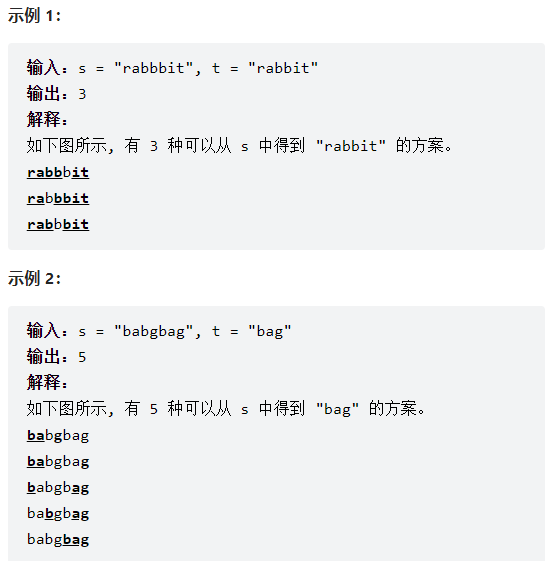 示例 1：
输入：s = "rabbbit", t = "rabbit"
输出：3
解释：
如下图所示, 有 3 种可以从 s 中得到 "rabbit" 的方案。
rabbbit
rabbbit
rabbbit
示例 2：
输入：s = "babgbag", t = "bag"
输出：5
解释：
如下图所示, 有 5 种可以从 s 中得到 "bag" 的方案。
babgbag
babgbag
babgbag
babgbag
babgbag